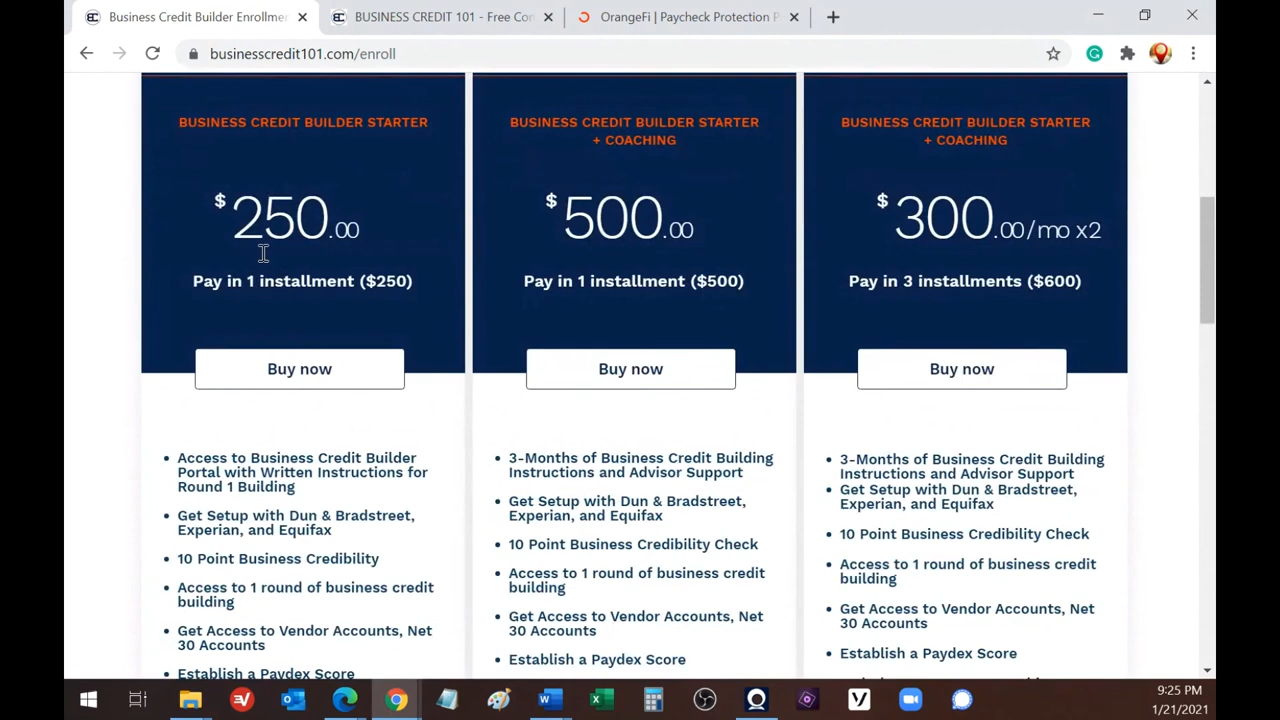 Business Credit Builder Enrollmen
BUSINESS CREDIT 101 - Free Con
OrangeFi | Paycheck Protection P
businesscredit101.com/enroll
BUSINESS CREDIT BUILDER STARTER
$250.00
Pay in 1 installment ($250)
Buy now
Access to Business Credit Builder
Portal with Written Instructions for
Round 1 Building
Get Setup with Dun & Bradstreet,
Experian, and Equifax
10 Point Business Credibility
Access to 1 round of business credit
building
Get Access to Vendor Accounts, Net
30 Accounts
Establish a Paydex Score
BUSINESS CREDIT BUILDER STARTER
+ COACHING
$500.00
Pay in 1 installment ($500)
Buy now
3-Months of Business Credit Building
Instructions and Advisor Support
Get Setup with Dun & Bradstreet,
Experian, and Equifax
10 Point Business Credibility Check
Access to 1 round of business credit
building
Get Access to Vendor Accounts, Net
30 Accounts
Establish a Paydex Score
BUSINESS CREDIT BUILDER STARTER
+ COACHING
$300.00/mo x2
Pay in 3 installments ($600)
Buy now
3-Months of Business Credit Building
Instructions and Advisor Support
Get Setup with Dun & Bradstreet,
Experian, and Equifax
10 Point Business Credibility Check
Access to 1 round of business credit
building
Get Access to Vendor Accounts, Net
30 Accounts
Establish a Paydex Score
9:25 PM
1/21/2021